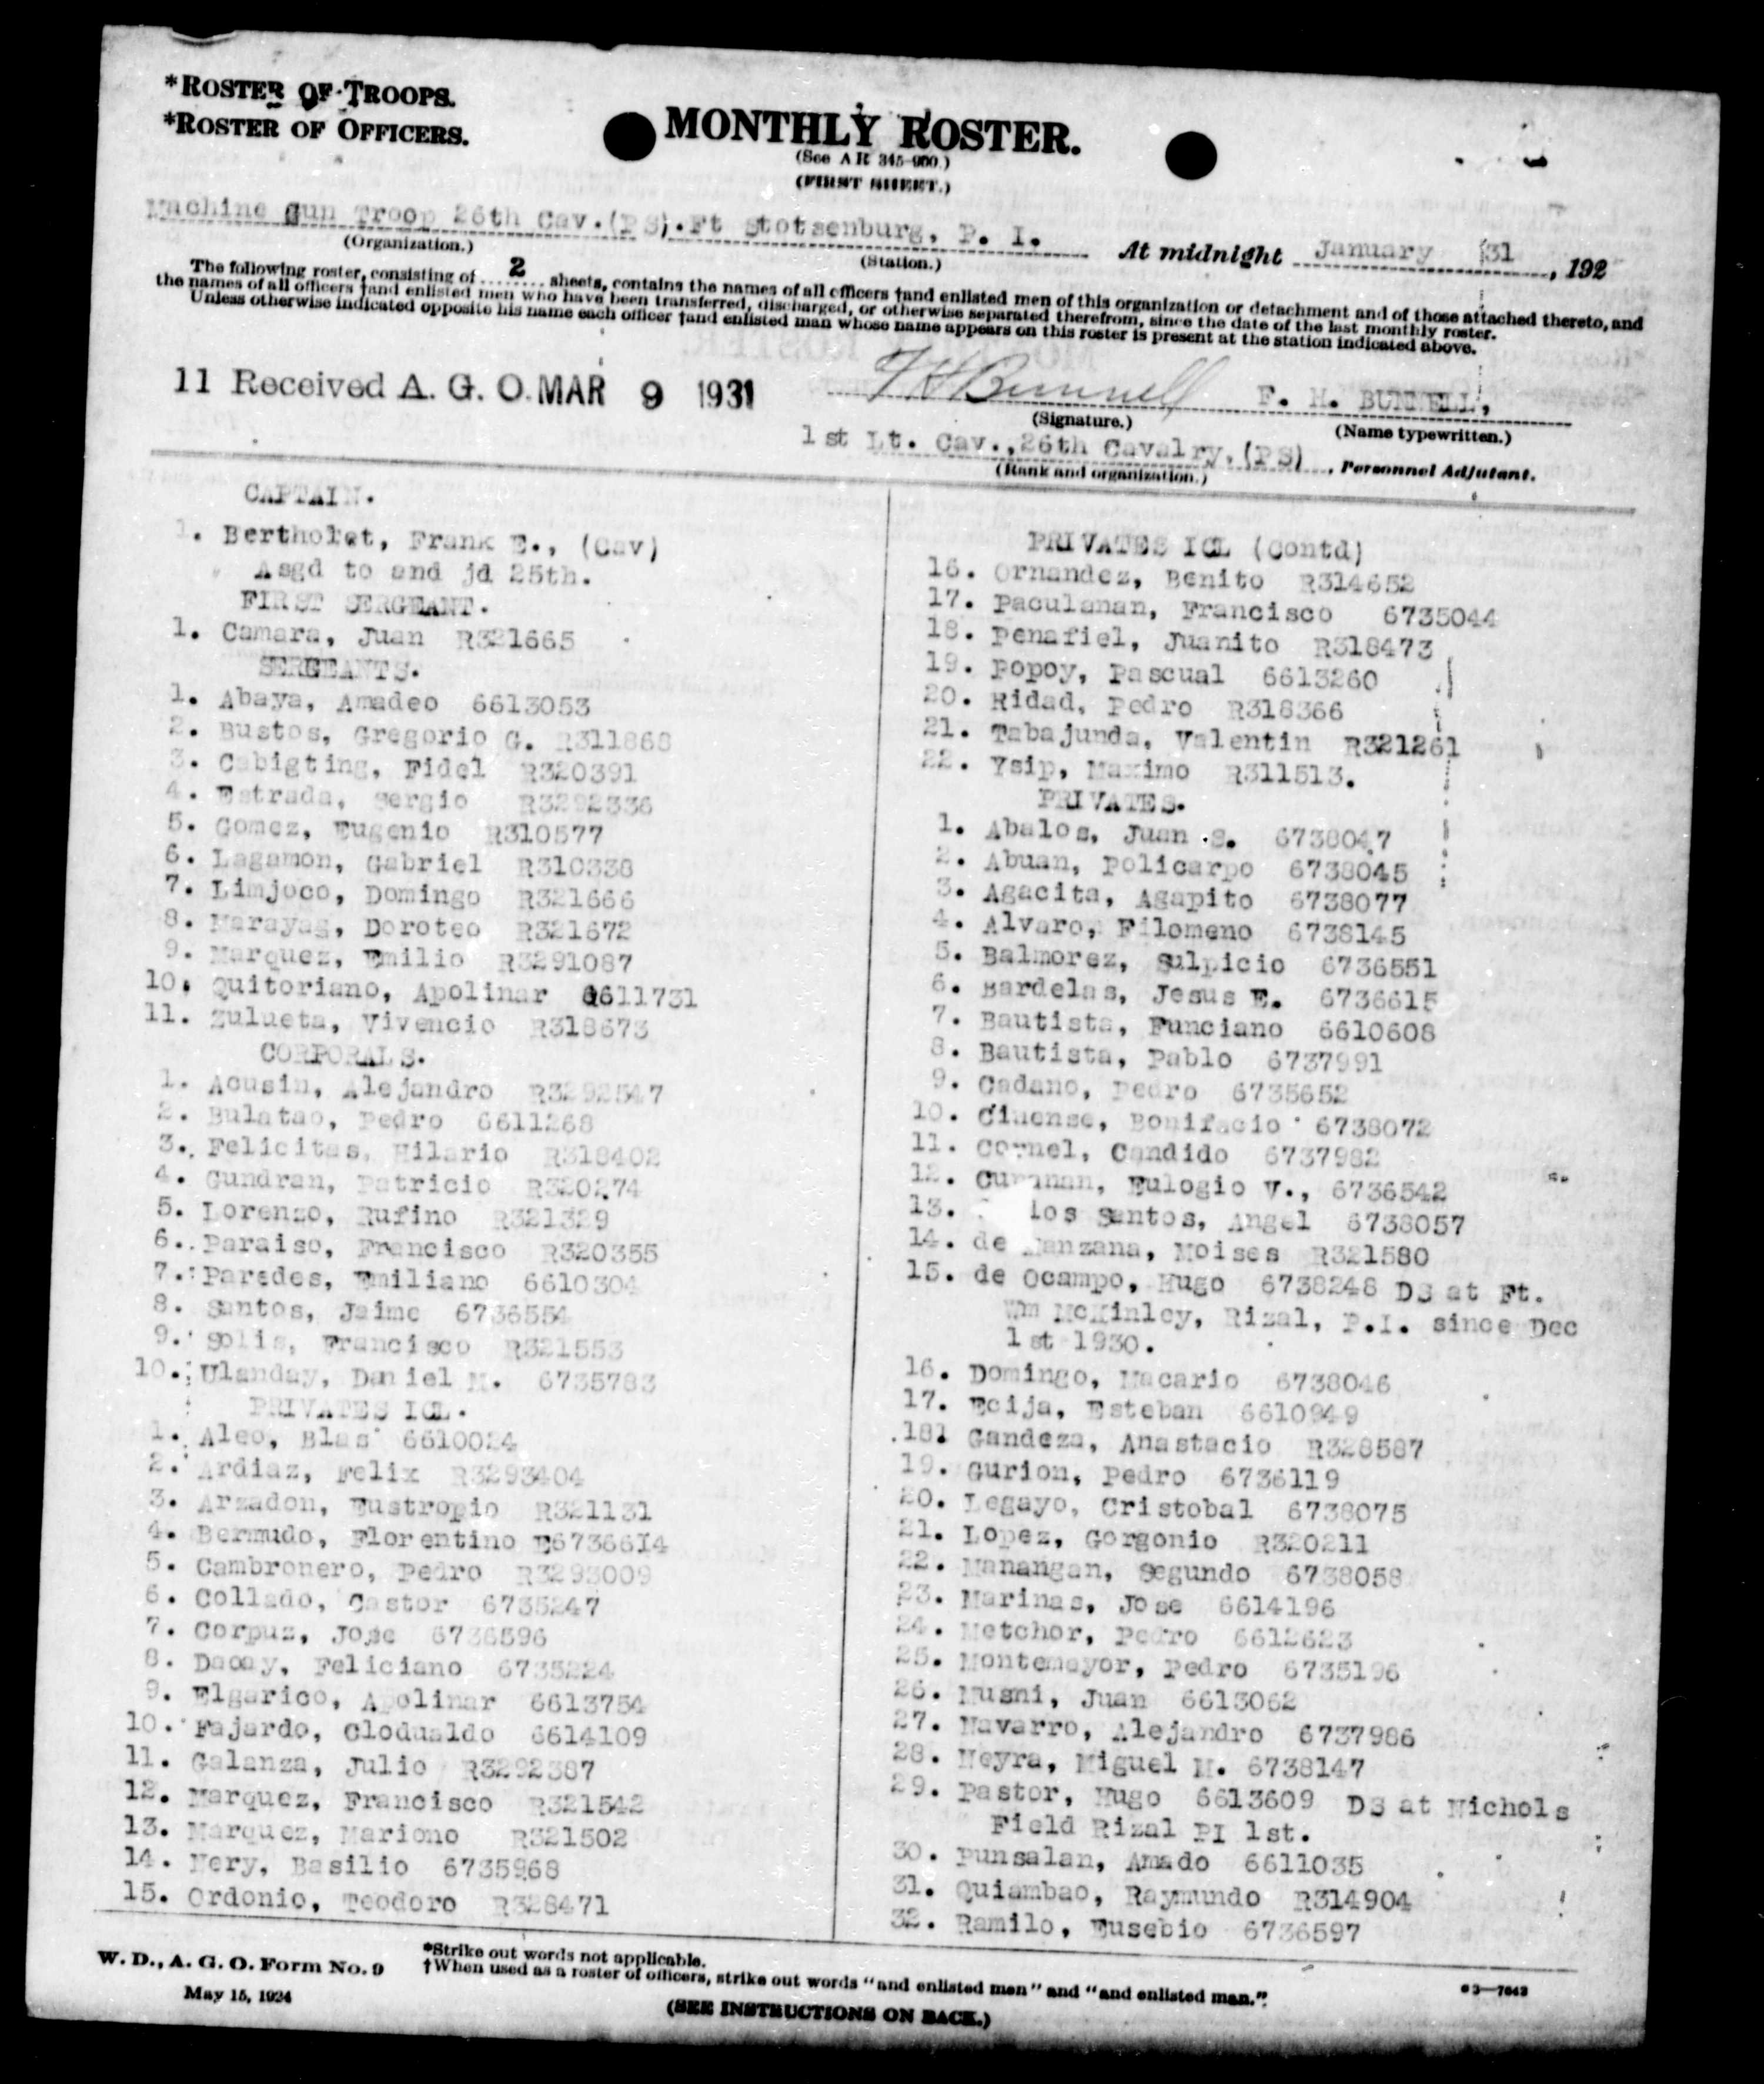 *ROSTER OF TROOPS.
*ROSTER OF OFFICERS.
MONTHLY ROSTER.
(See AR 345-900.)
(FIRST SHEET.)
Machine Gun Troop 26th Cav.(PS). Ft Stotsenburg, P. I. At midnight January 31, 192
(Organization.) (Station.)
The following roster, consisting of 2 sheets, contains the names of all officers †and enlisted men of this organization or detachment and of those attached thereto, and
the names of all officers †and enlisted men who have been transferred, discharged, or otherwise separated therefrom, since the date of the last monthly roster.
Unless otherwise indicated opposite his name each officer †and enlisted man whose name appears on this roster is present at the station indicated above.
11 Received A. G. O. MAR 9 1931
F H Bunnell F. H. BUNNELL,
(Signature.) (Name typewritten.)
1st Lt. Cav., 26th Cavalry, (PS), Personnel Adjutant.
(Rank and organization.)
CAPTAIN.
1. Bertholet, Frank E., (Cav)
Asgd to and jd 25th.
FIRST SERGEANT.
1. Camara, Juan R321665
SERGEANTS.
1. Abaya, Amadeo 6613053
2. Bustos, Gregorio G. R311868
3. Cabigting, Fidel R320391
4. Estrada, Sergio R3292336
5. Gomez, Eugenio R310577
6. Lagamon, Gabriel R310338
7. Limjoco, Domingo R321666
8. Marayag, Doroteo R321672
9. Marquez, Emilio R3291087
10. Quitoriano, Apolinar 6611731
11. Zulueta, Vivencio R318673
CORPORALS.
1. Acusin, Alejandro R3292547
2. Bulatao, Pedro 6611268
3. Felicitas, Hilario R318402
4. Gundran, Patricio R320274
5. Lorenzo, Rufino R321329
6. Paraiso, Francisco R320355
7. Paredes, Emiliano 6610304
8. Santos, Jaime 6736554
9. Solis, Francisco R321553
10. Ulanday, Daniel M. 6735783
PRIVATES 1CL.
1. Aleo, Blas 6610024
2. Ardiaz, Felix R3293404
3. Arzadon, Eustropio R321131
4. Bermudo, Florentino E6736614
5. Cambronero, Pedro R3293009
6. Collado, Castor 6735247
7. Corpuz, Jose 6736596
8. Dacay, Feliciano 6735224
9. Elgarico, Apolinar 6613754
10. Fajardo, Clodualdo 6614109
11. Galanza, Julio R3292387
12. Marquez, Francisco R321542
13. Marquez, Mariono R321502
14. Nery, Basilio 6735968
15. Ordonio, Teodoro R328471
PRIVATES 1CL (Contd)
16. Ornandez, Benito R314652
17. Paculanan, Francisco 6735044
18. Penafiel, Juanito R318473
19. Popoy, Pascual 6613260
20. Ridad, Pedro R318366
21. Tabajunda, Valentin R321261
22. Ysip, Maximo R311513.
PRIVATES.
1. Abalos, Juan S. 6738047
2. Abuan, Policarpo 6738045
3. Agacita, Agapito 6738077
4. Alvaro, Filomeno 6738145
5. Balmorez, Sulpicio 6736551
6. Bardelas, Jesus E. 6736615
7. Bautista, Funciano 6610608
8. Bautista, Pablo 6737991
9. Cadano, Pedro 6735652
10. Cinense, Bonifacio 6738072
11. Cornel, Candido 6737982
12. Curanan, Eulogio V., 6736542
13. los Santos, Angel 6738057
14. de Manzana, Moises R321580
15. de Ocampo, Hugo 6738248 DS at Ft.
Wm McKinley, Rizal, P.I. since Dec
1st 1930.
16. Domingo, Macario 6738046
17. Ecija, Esteban 6610949
18. Gandeza, Anastacio R328587
19. Gurion, Pedro 6736119
20. Legayo, Cristobal 6738075
21. Lopez, Gorgonio R320211
22. Manangan, Segundo 6738058
23. Marinas, Jose 6614196
24. Metchor, Pedro 6612623
25. Montemayor, Pedro 6735196
26. Musni, Juan 6613062
27. Navarro, Alejandro 6737986
28. Neyra, Miguel M. 6738147
29. Pastor, Hugo 6613609 DS at Nichols
Field Rizal PI 1st.
30. Punsalan, Amado 6611035
31. Quiambao, Raymundo R314904
32. Ramilo, Eusebio 6736597
W. D., A. G. O. Form No. 9
May 15, 1924
*Strike out words not applicable.
†When used as a roster of officers, strike out words "and enlisted men" and "and enlisted man."
(SEE INSTRUCTIONS ON BACK.)
3—7643